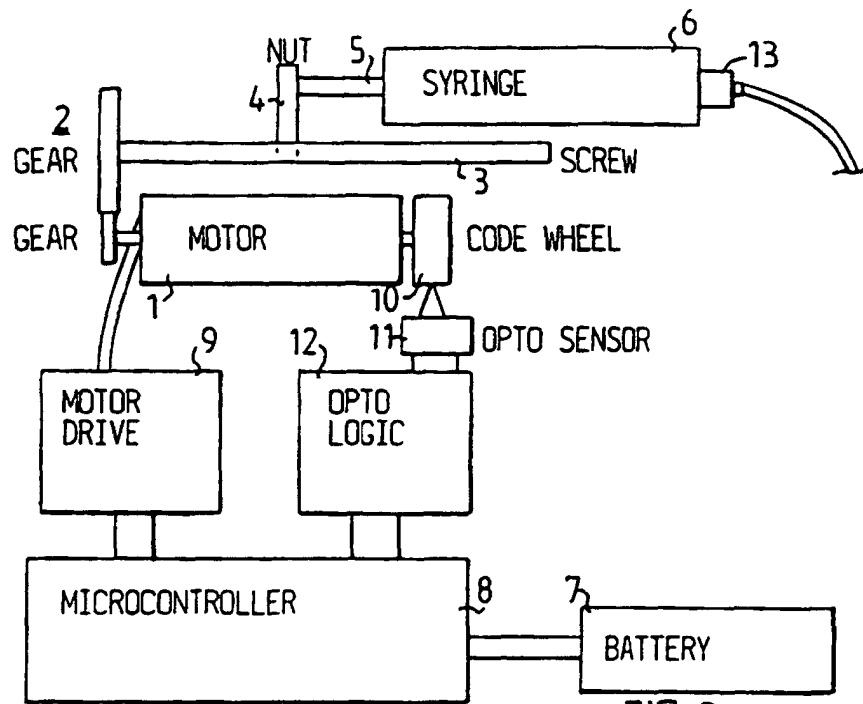 6
NUT
5
13
4
SYRINGE
2
GEAR
SCREW
3
GEAR
MOTOR
CODE WHEEL
1
10
11
OPTO SENSOR
9
12
MOTOR
DRIVE
OPTO
LOGIC
MICROCONTROLLER
8
7
BATTERY